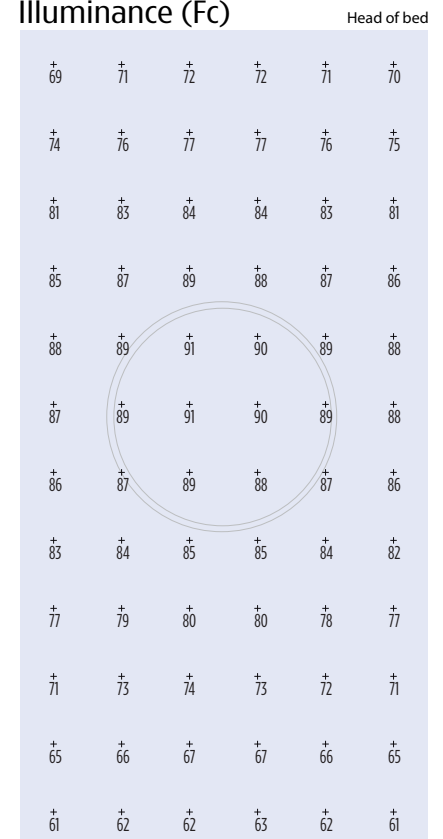 Illuminance (Fc) Head of bed
+ + + + + +
69 71 72 72 71 70
+ + + + + +
74 76 77 77 76 75
+ + + + + +
81 83 84 84 83 81
+ + + + + +
85 87 89 88 87 86
+ + + + + +
88 89 91 90 89 88
+ + + + + +
87 89 91 90 89 88
+ + + + + +
86 87 89 88 87 86
+ + + + + +
83 84 85 85 84 82
+ + + + + +
77 79 80 80 78 77
+ + + + + +
71 73 74 73 72 71
+ + + + + +
65 66 67 67 66 65
+ + + + + +
61 62 62 63 62 61